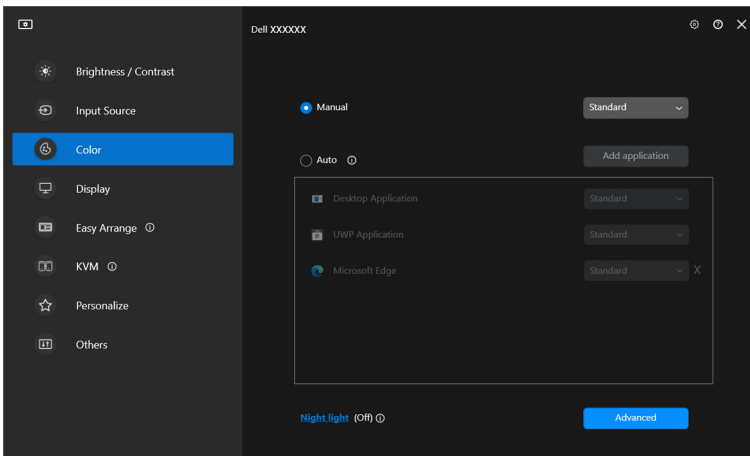 Dell XXXXXX
Brightness / Contrast
Input Source
Color
Display
Easy Arrange
KVM
Personalize
Others
Manual
Standard
Auto
Add application
Desktop Application
Standard
UWP Application
Standard
Microsoft Edge
Standard
X
Night light (Off)
Advanced